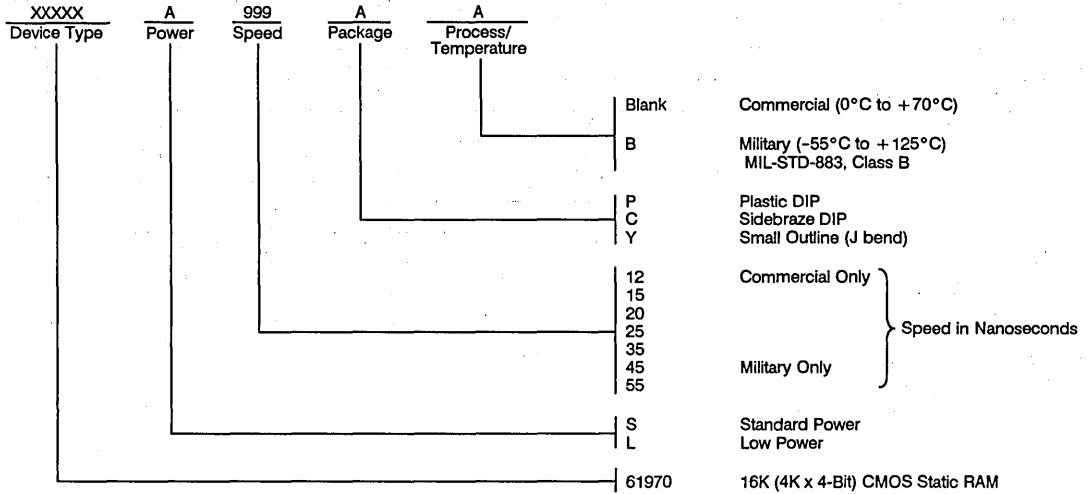 XXXXX A 999 A A
Device Type Power Speed Package Process/
Temperature
Blank Commercial (0°C to +70°C)
B Military (–55°C to +125°C)
MIL-STD-883, Class B
P Plastic DIP
C Sidebraze DIP
Y Small Outline (J bend)
12 Commercial Only
15
20
25 Speed in Nanoseconds
35
45 Military Only
55
S Standard Power
L Low Power
61970 16K (4K x 4-Bit) CMOS Static RAM